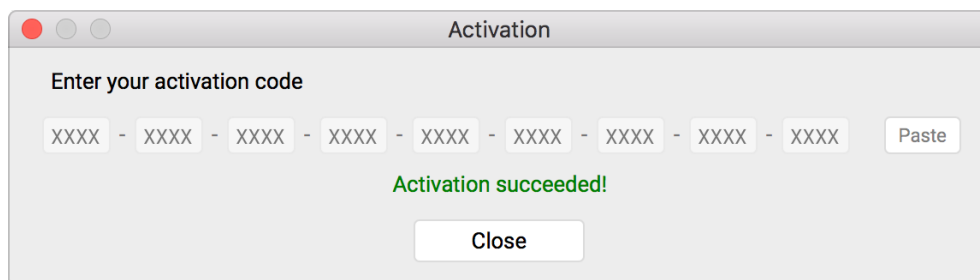 Activation
Enter your activation code
XXXX - XXXX - XXXX - XXXX - XXXX - XXXX - XXXX - XXXX - XXXX Paste
Activation succeeded!
Close